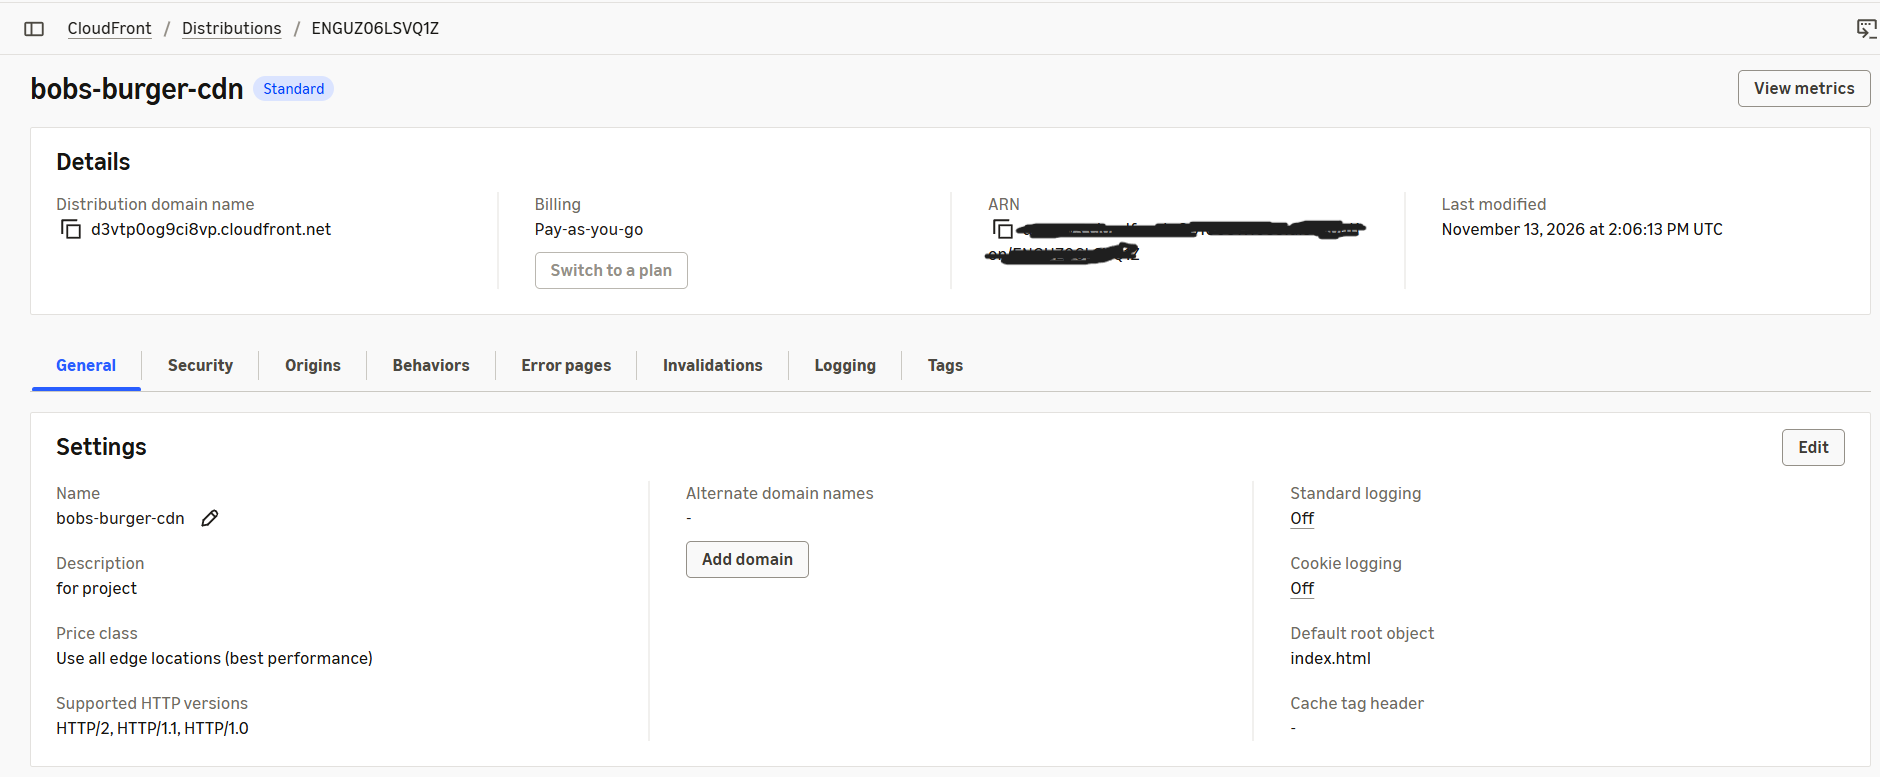 CloudFront / Distributions / ENGUZ06LSVQ1Z
bobs-burger-cdn Standard
View metrics
Details
Distribution domain name
d3vtp0og9ci8vp.cloudfront.net
Billing
Pay-as-you-go
Switch to a plan
ARN
Last modified
November 13, 2026 at 2:06:13 PM UTC
General Security Origins Behaviors Error pages Invalidations Logging Tags
Settings
Edit
Name
bobs-burger-cdn
Description
for project
Price class
Use all edge locations (best performance)
Supported HTTP versions
HTTP/2, HTTP/1.1, HTTP/1.0
Alternate domain names
-
Add domain
Standard logging
Off
Cookie logging
Off
Default root object
index.html
Cache tag header
-